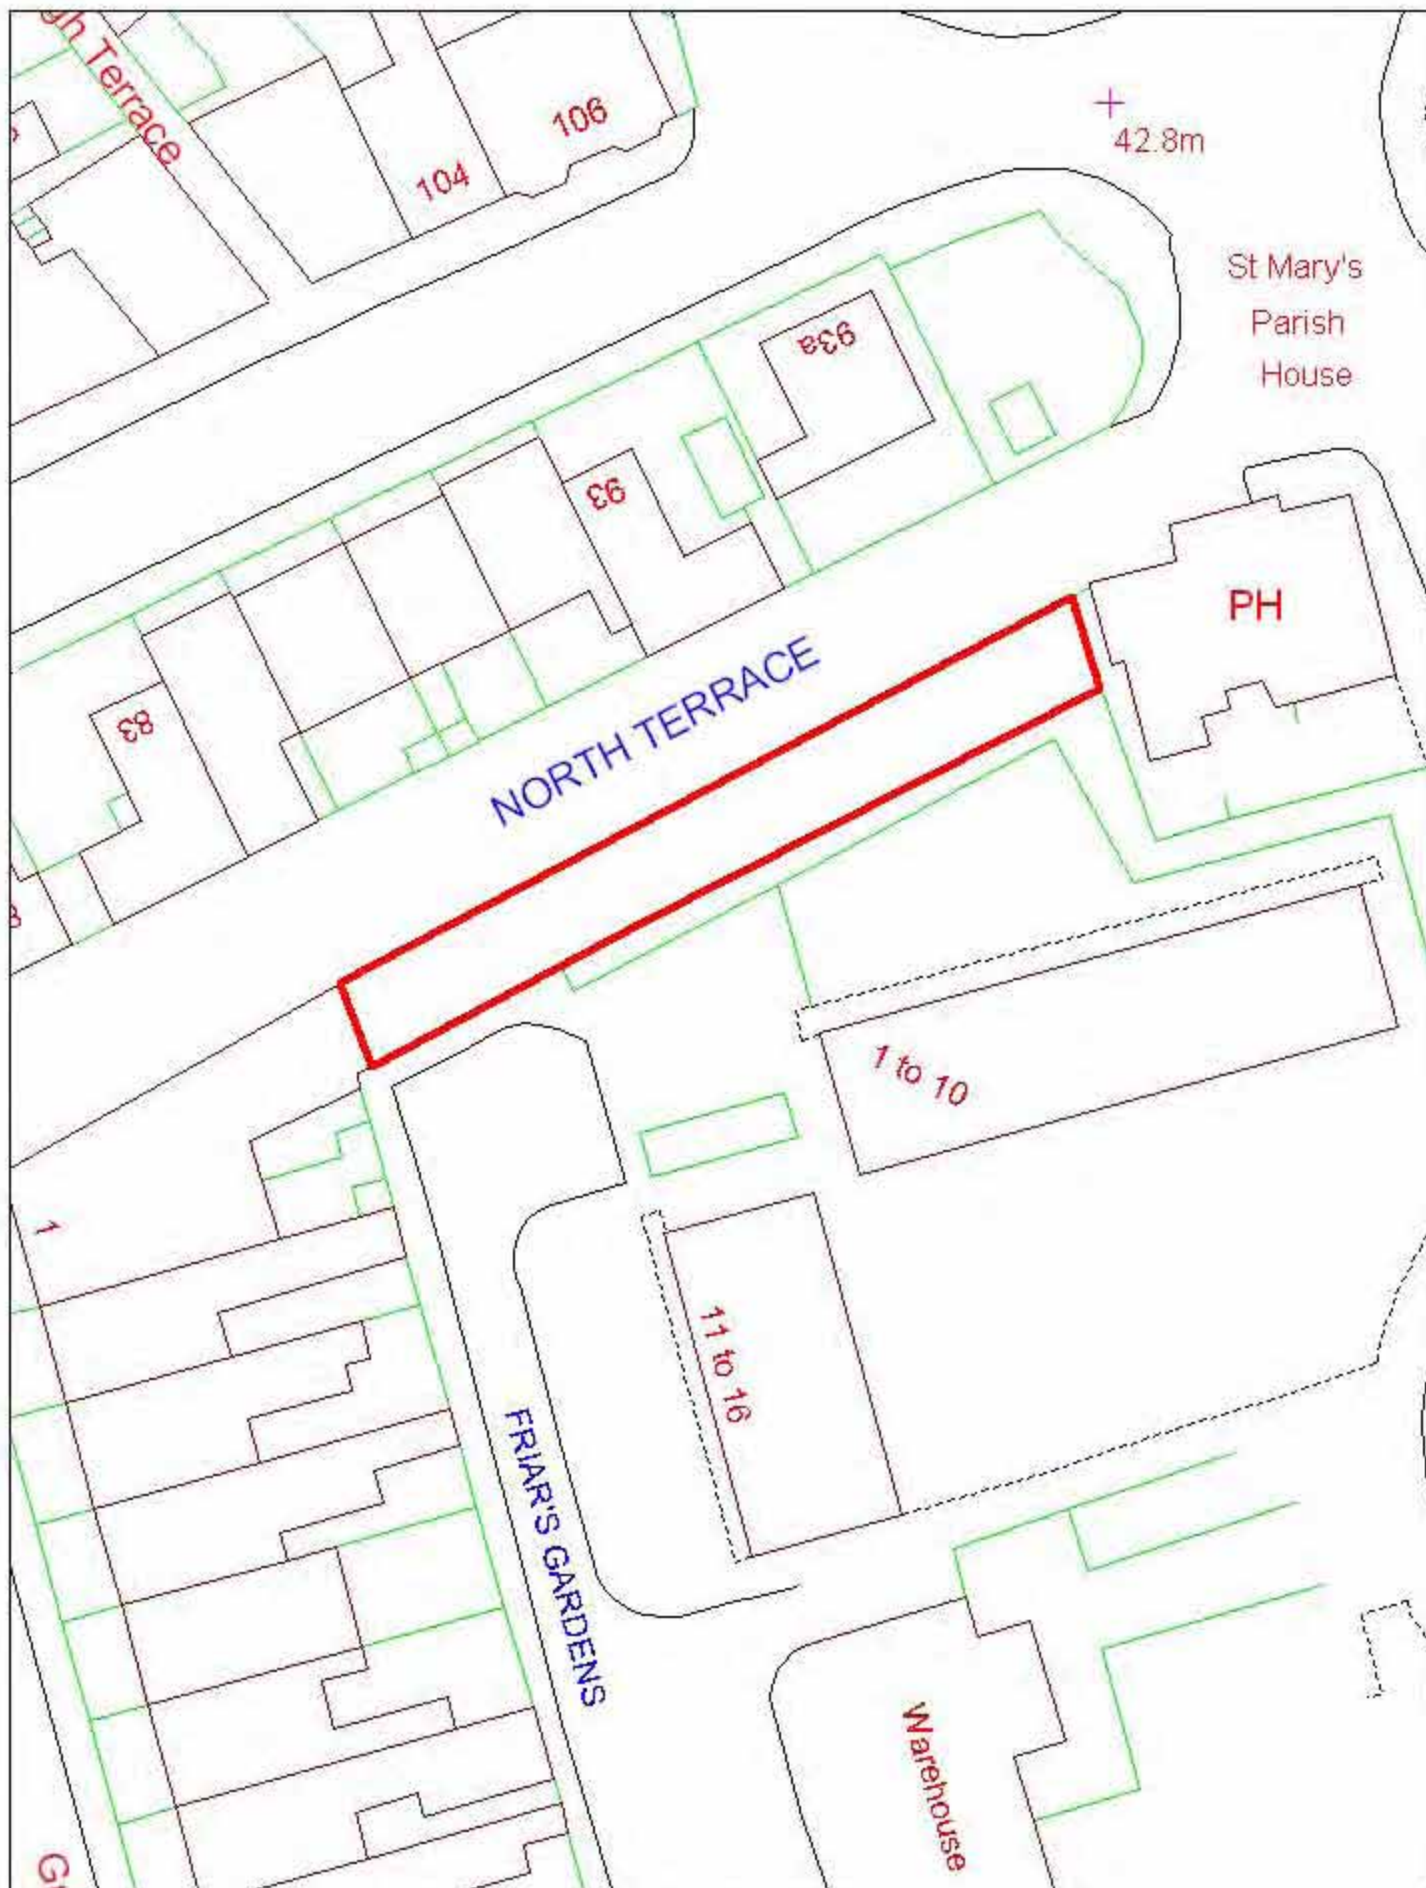 Terrace
106
104
42.8m
St Mary's
Parish
House
93a
93
PH
NORTH TERRACE
83
1 to 10
1
11 to 16
FRIAR'S GARDENS
Warehouse